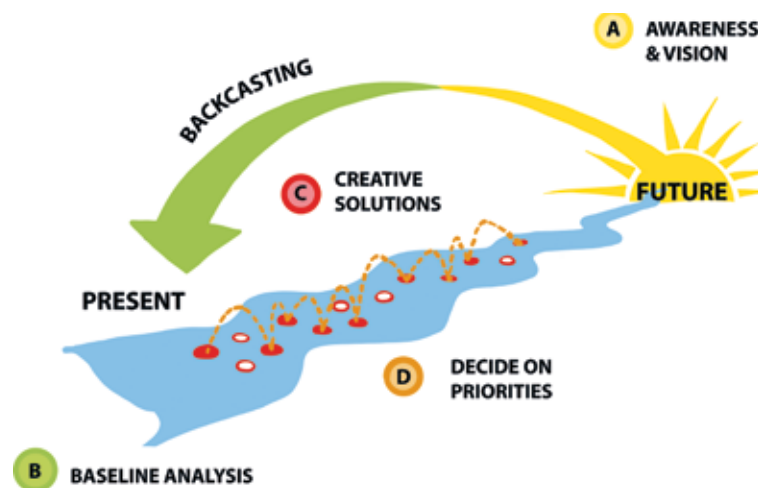 A
AWARENESS
& VISION
BACKCASTING
FUTURE
C
CREATIVE
SOLUTIONS
PRESENT
D
DECIDE ON
PRIORITIES
B
BASELINE ANALYSIS